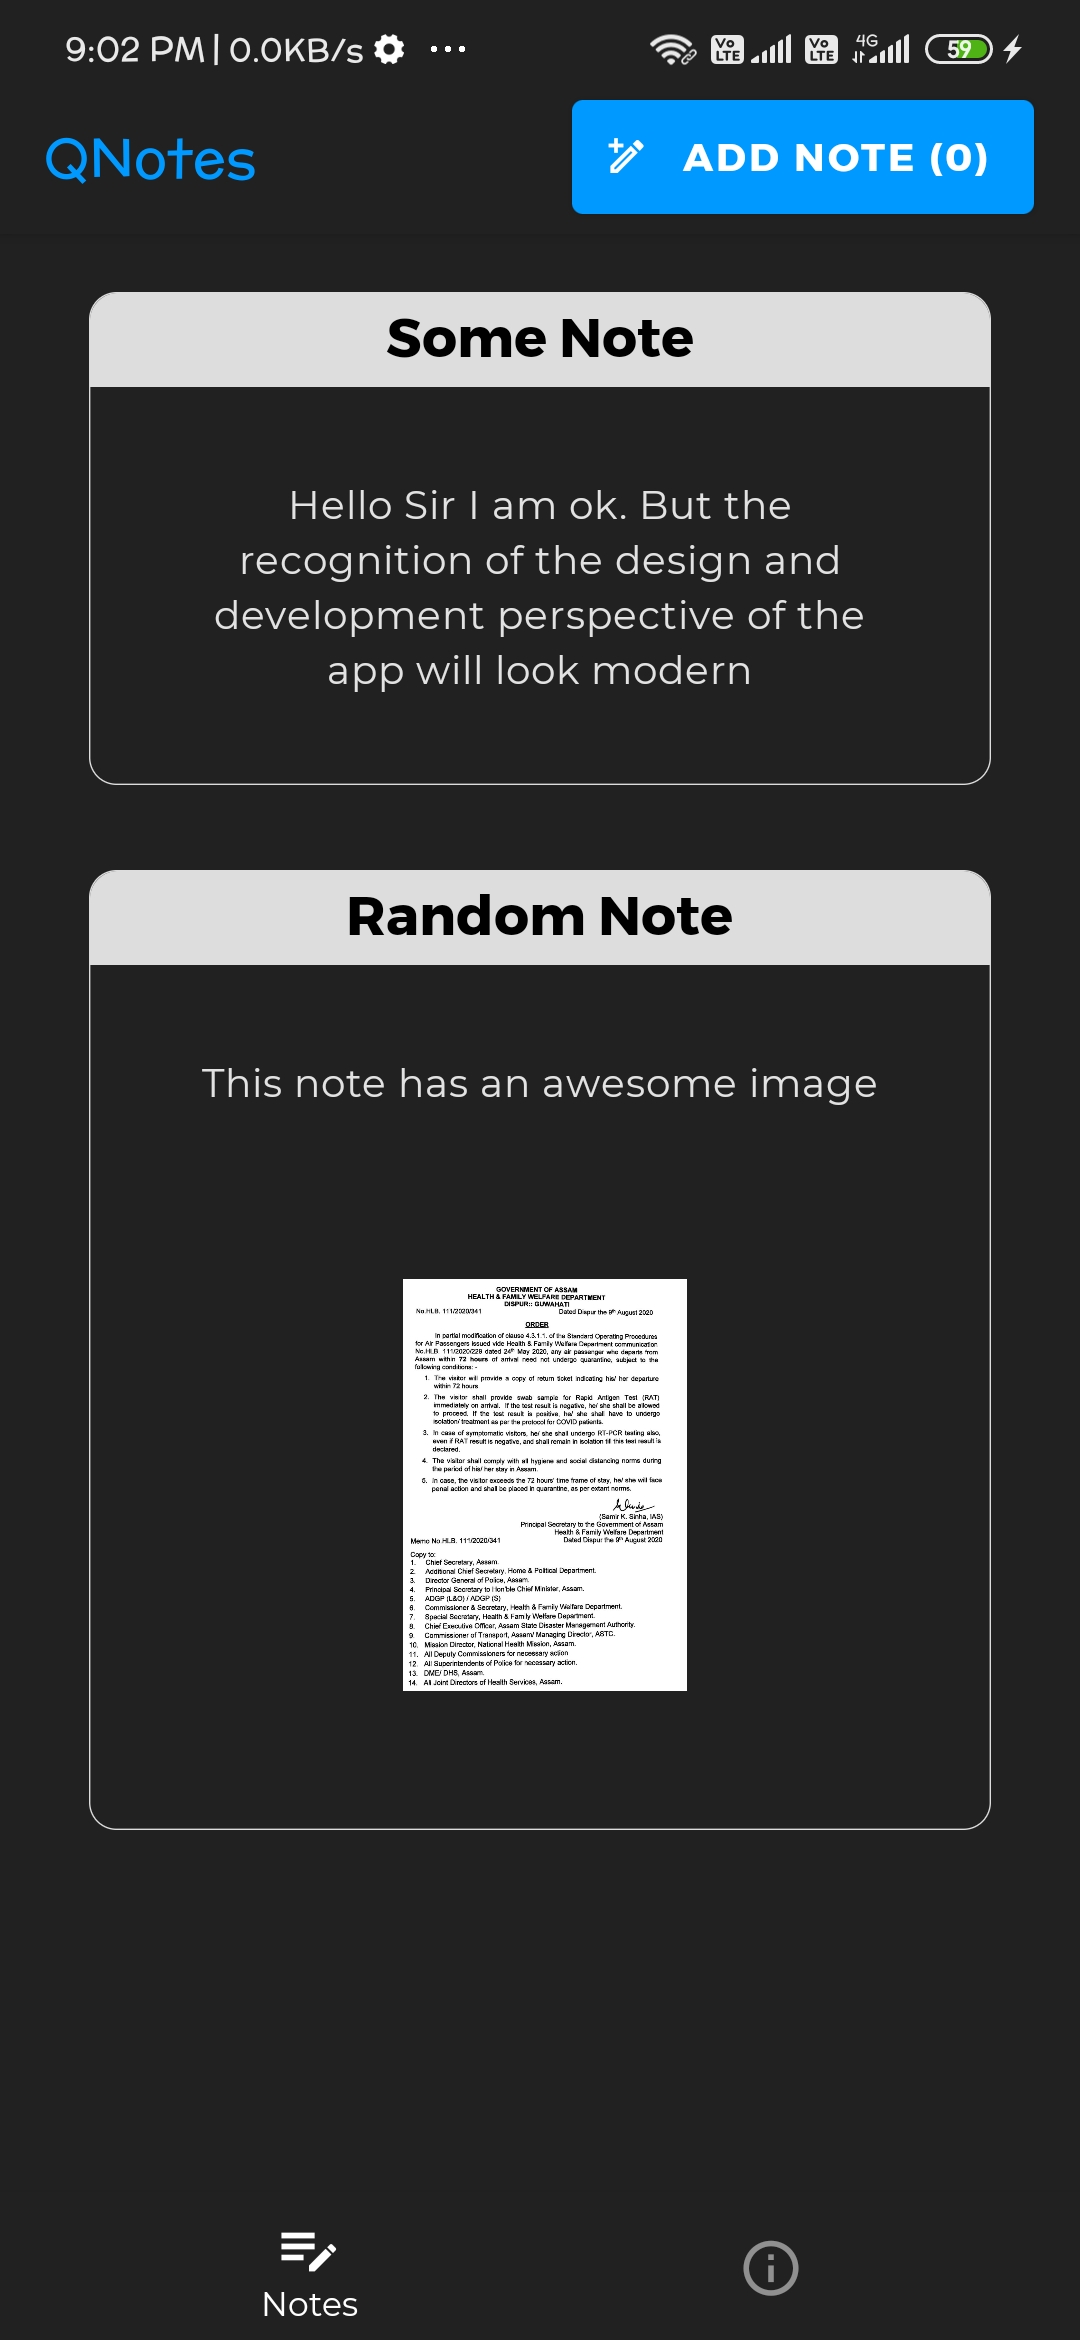 9:02 PM | 0.0KB/s
Vo LTE
Vo LTE
4G
59
QNotes
ADD NOTE (0)
Some Note
Hello Sir I am ok. But the
recognition of the design and
development perspective of the
app will look modern
Random Note
This note has an awesome image
GOVERNMENT OF ASSAM
HEALTH & FAMILY WELFARE DEPARTMENT
DISPUR:: GUWAHATI
No.HLB. 111/2020/341 Dated Dispur the 9th August 2020
ORDER
In partial modification of clause 4.3.1.1. of the Standard Operating Procedures
for Air Passengers issued vide Health & Family Welfare Department communication
No.HLB 111/2020/229 dated 24th May 2020, any air passenger who departs from
Assam within 72 hours of arrival need not undergo quarantine, subject to the
following conditions: -
1. The visitor will provide a copy of return ticket indicating his/ her departure
within 72 hours
2. The visitor shall provide swab sample for Rapid Antigen Test (RAT)
immediately on arrival. If the test result is negative, he/ she shall be allowed
to proceed. If the test result is positive, he/ she shall have to undergo
isolation/ treatment as per the protocol for COVID patients.
3. In case of symptomatic visitors, he/ she shall undergo RT-PCR testing also,
even if RAT result is negative, and shall remain in isolation till this test result is
declared.
4. The visitor shall comply with all hygiene and social distancing norms during
the period of his/ her stay in Assam.
5. In case, the visitor exceeds the 72 hours' time frame of stay, he/ she will face
penal action and shall be placed in quarantine, as per extant norms.
(Samir K. Sinha, IAS)
Principal Secretary to the Government of Assam
Health & Family Welfare Department
Memo No.HLB. 111/2020/341 Dated Dispur the 9th August 2020
Copy to:
1. Chief Secretary, Assam.
2. Additional Chief Secretary, Home & Political Department.
3. Director General of Police, Assam.
4. Principal Secretary to Hon'ble Chief Minister, Assam.
5. ADGP (L&O) / ADGP (S)
6. Commissioner & Secretary, Health & Family Welfare Department.
7. Special Secretary, Health & Family Welfare Department.
8. Chief Executive Officer, Assam State Disaster Management Authority.
9. Commissioner of Transport, Assam/ Managing Director, ASTC.
10. Mission Director, National Health Mission, Assam.
11. All Deputy Commissioners for necessary action
12. All Superintendents of Police for necessary action.
13. DME/ DHS, Assam.
14. All Joint Directors of Health Services, Assam.
Notes